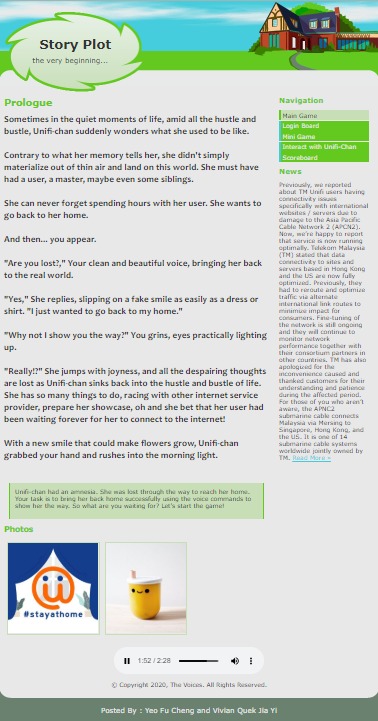 Story Plot
the very beginning...
Prologue
Sometimes in the quiet moments of life, amid all the hustle and
bustle, Unifi-chan suddenly wonders what she used to be like.
Contrary to what her memory tells her, she didn't simply
materialize out of thin air and land on this world. She must have
had a user, a master, maybe even some siblings.
She can never forget spending hours with her user. She wants to
go back to her home.
And then... you appear.
"Are you lost?," Your clean and beautiful voice, bringing her back
to the real world.
"Yes," She replies, slipping on a fake smile as easily as a dress or
shirt. "I just wanted to go back to my home."
"Why not I show you the way?" You grins, eyes practically lighting
up.
"Really!?" She jumps with joyness, and all the despairing thoughts
are lost as Unifi-chan sinks back into the hustle and bustle of life.
She has so many things to do, racing with other internet service
provider, prepare her showcase, oh and she bet that her user had
been waiting forever for her to connect to the internet!
With a new smile that could make flowers grow, Unifi-chan
grabbed your hand and rushes into the morning light.
Unifi-chan had an amnesia. She was lost through the way to reach her home.
Your task is to bring her back home successfully using the voice commands to
show her the way. So what are you waiting for? Let's start the game!
Photos
#stayathome
1:52 / 2:28
Navigation
Main Game
Login Board
Mini Game
Interact with Unifi-Chan
Scoreboard
News
Previously, we reported
about TM Unifi users having
connectivity issues
specifically with international
websites / servers due to
damage to the Asia Pacific
Cable Network 2 (APCN2).
Now, we're happy to report
that service is now running
optimally. Telekom Malaysia
(TM) stated that data
connectivity to sites and
servers based in Hong Kong
and the US are now fully
optimized. Previously, they
had to reroute and optimize
traffic via alternate
international link routes to
minimise impact for
consumers. Fine-tuning of
the network is still ongoing
and they will continue to
monitor network
performance together with
their consortium partners in
other countries. TM has also
apologized for the
inconvenience caused and
thanked customers for their
understanding and patience
during the affected period.
For those of you who aren't
aware, the APNC2
submarine cable connects
Malaysia via Mersing to
Singapore, Hong Kong, and
the US. It is one of 14
submarine cable systems
worldwide jointly owned by
TM. Read More »
© Copyright 2020, The Voices. All Rights Reserved.
Posted By : Yeo Fu Cheng and Vivian Quek Jia Yi